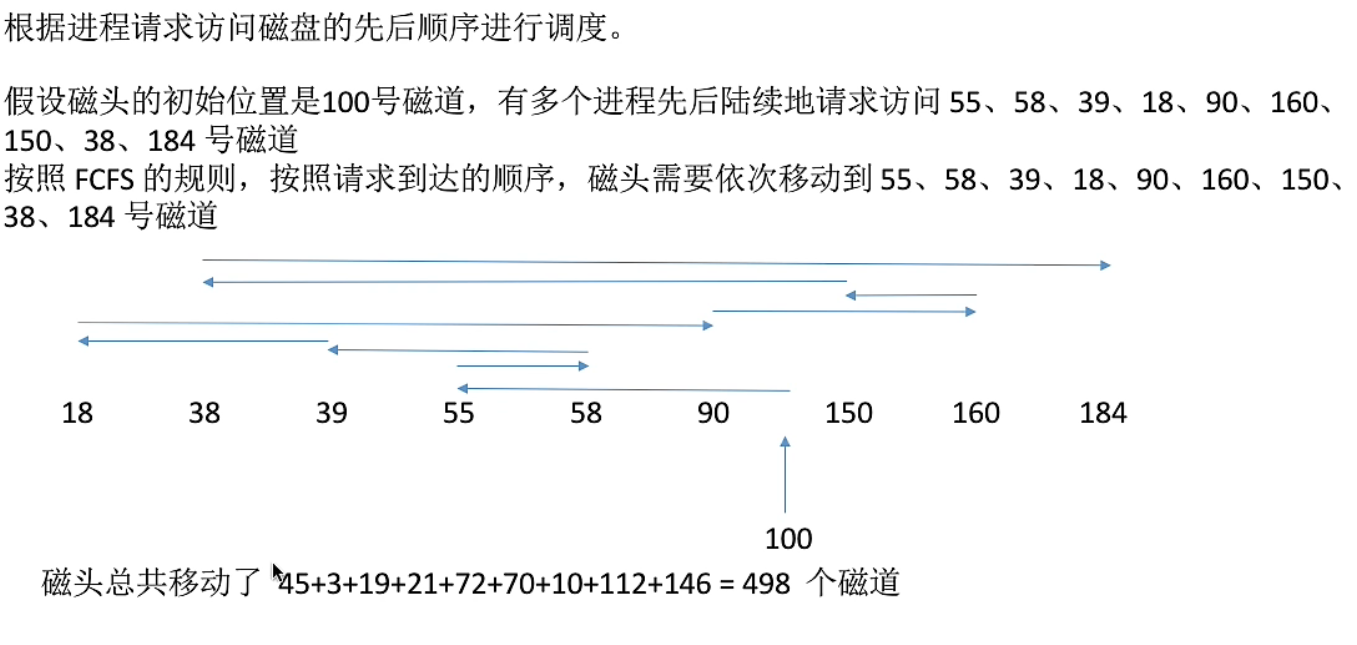 根据进程请求访问磁盘的先后顺序进行调度。
假设磁头的初始位置是100号磁道，有多个进程先后陆续地请求访问 55、58、39、18、90、160、
150、38、184 号磁道
按照 FCFS 的规则，按照请求到达的顺序，磁头需要依次移动到 55、58、39、18、90、160、150、
38、184 号磁道
18 38 39 55 58 90 150 160 184
100
磁头总共移动了 45+3+19+21+72+70+10+112+146 = 498 个磁道